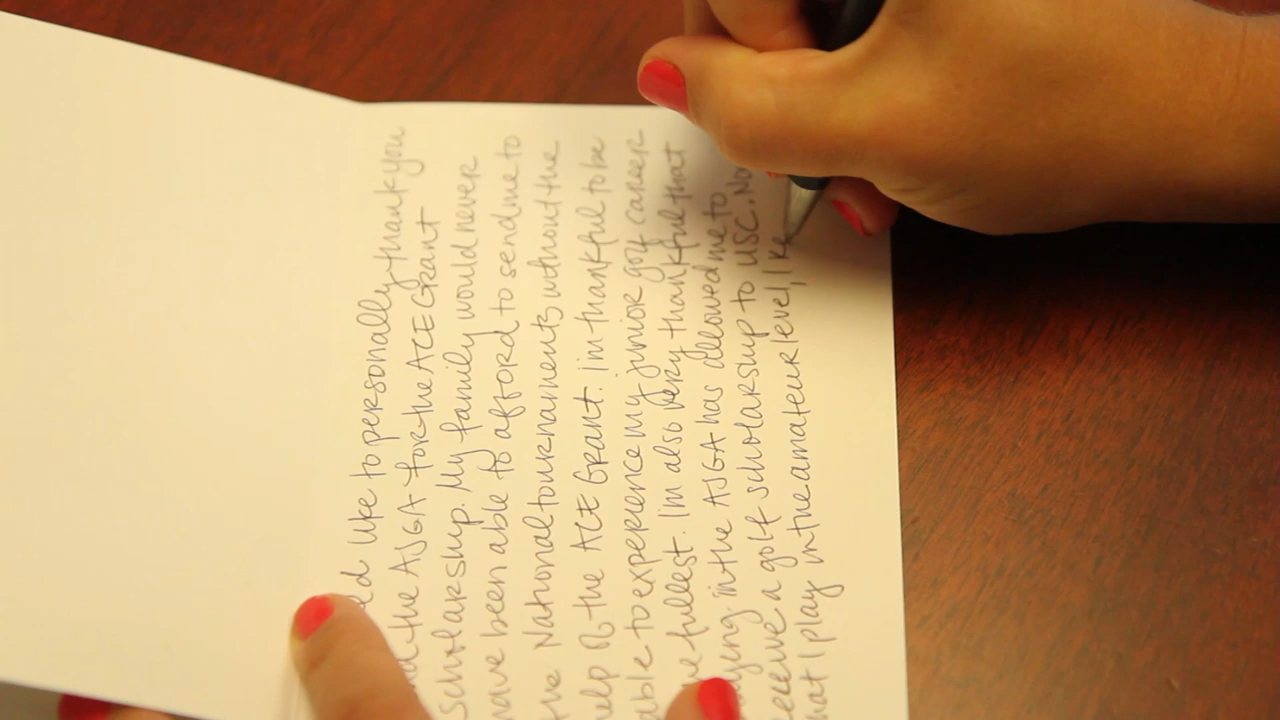 like to personally thank you
the AJGA for the ACE Grant
Scholarship. My family would never
have been able to afford to send me to
the National tournaments without the
help of the ACE Grant. I'm thankful to be
able to experience my junior golf career
fullest. I'm also very thankful that
in the AJGA has allowed me to
receive a golf scholarship to USC. No
that I play in the amateur level, I ke